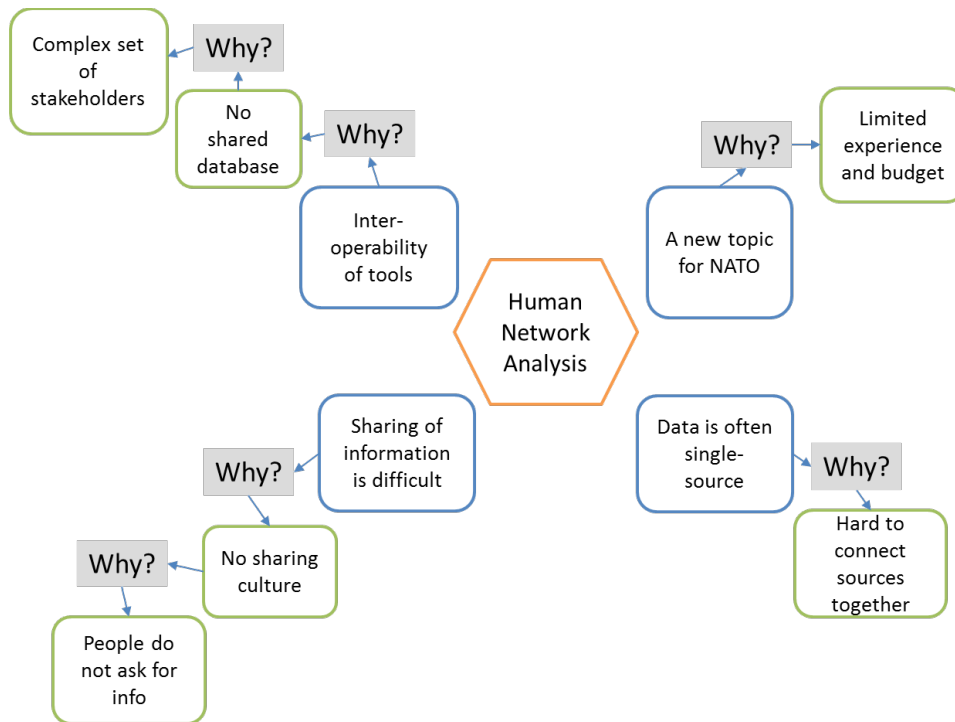 Complex set
of
stakeholders
Why?
No
shared
database
Why?
Inter-
operability
of tools
Why?
Limited
experience
and budget
A new topic
for NATO
Human
Network
Analysis
Sharing of
information
is difficult
Why?
No sharing
culture
Why?
People do
not ask for
info
Data is often
single-
source
Why?
Hard to
connect
sources
together